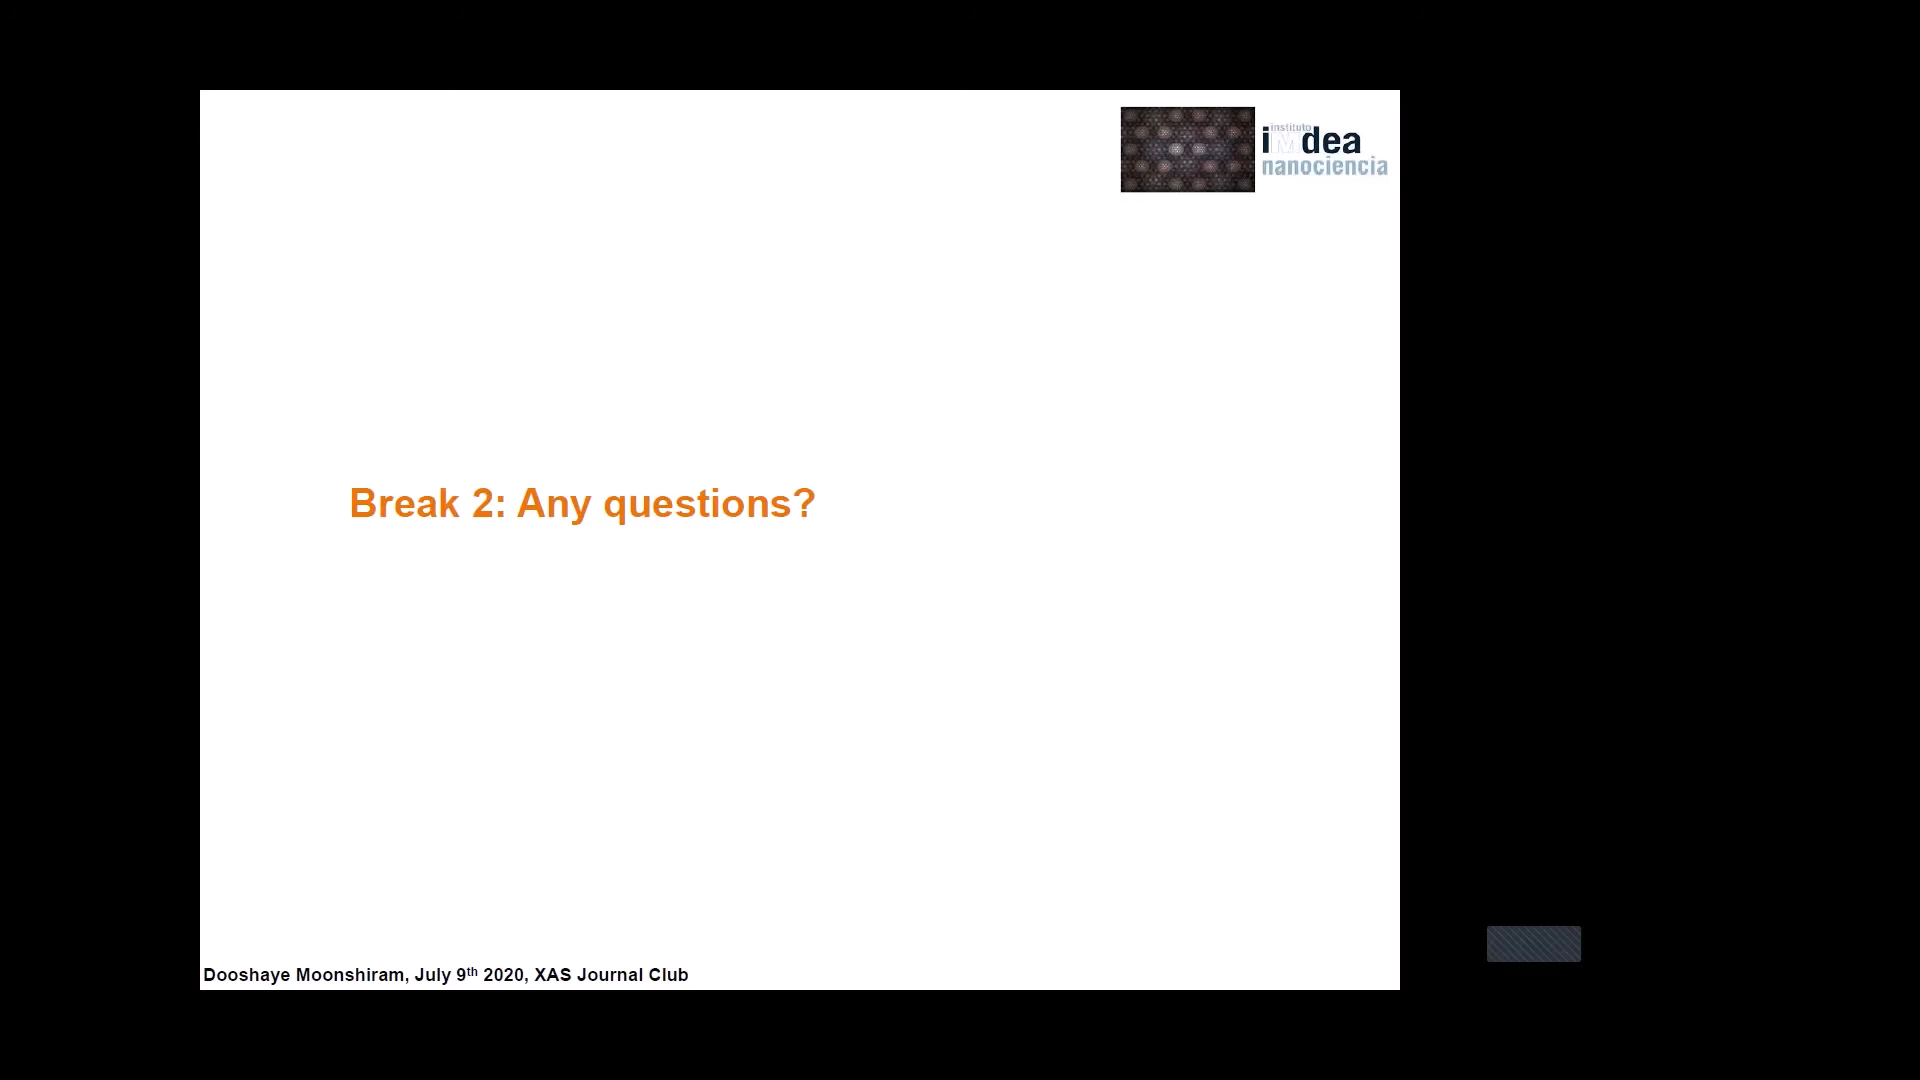 instituto
iMdea
nanociencia
Break 2: Any questions?
Dooshaye Moonshiram, July 9th 2020, XAS Journal Club